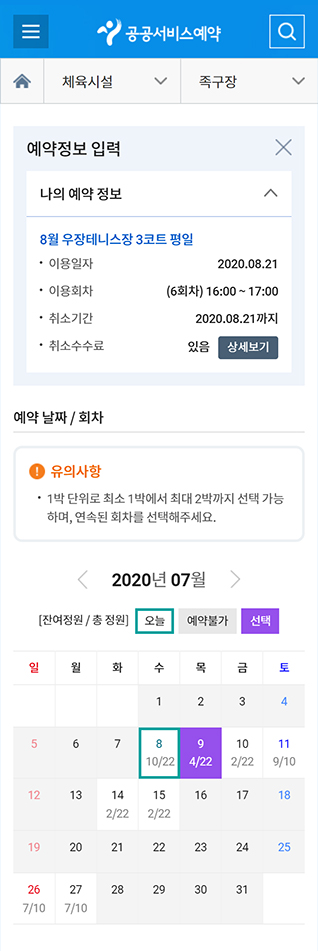 공공서비스예약
체육시설 족구장
예약정보 입력
나의 예약 정보
8월 우장테니스장 3코트 평일
• 이용일자 2020.08.21
• 이용회차 (6회차) 16:00 ~ 17:00
• 취소기간 2020.08.21까지
• 취소수수료 있음 상세보기
예약 날짜 / 회차
유의사항
• 1박 단위로 최소 1박에서 최대 2박까지 선택 가능
하며, 연속된 회차를 선택해주세요.
2020년 07월
[잔여정원 / 총 정원] 오늘 예약불가 선택
일 월 화 수 목 금 토
1 2 3 4
5 6 7 8 9 10 11
10/22 4/22 2/22 9/10
12 13 14 15 16 17 18
2/22 2/22
19 20 21 22 23 24 25
26 27 28 29 30 31
7/10 7/10